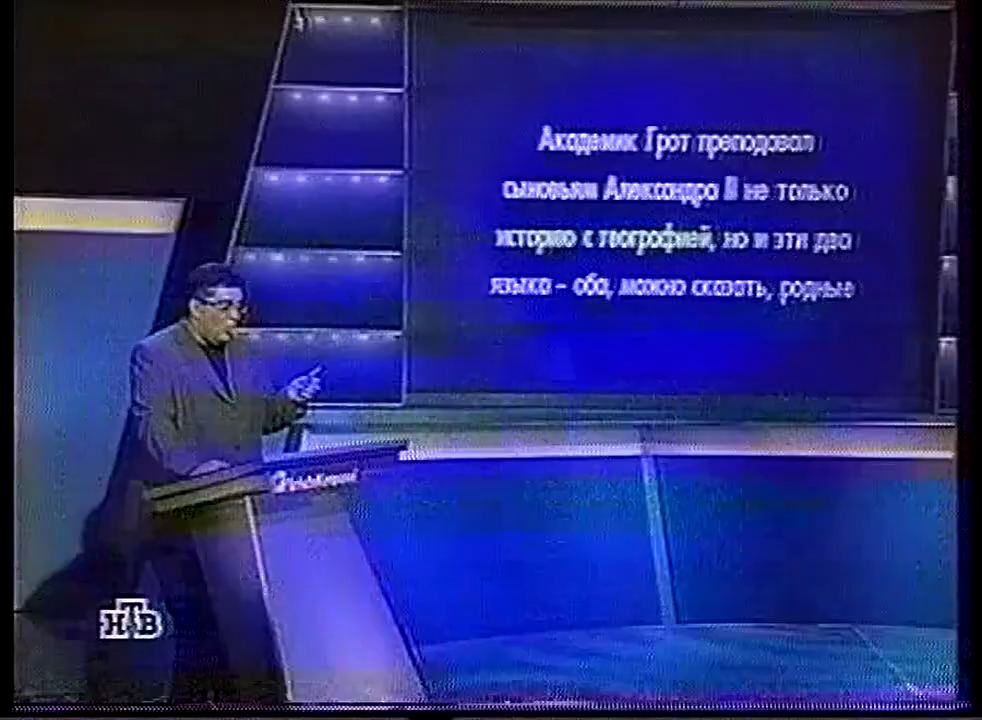 Академик Грот преподавал
сыновьям Александра II не только
историю с географией, но и эти два
языка – оба, можно сказать, родные
НТВ